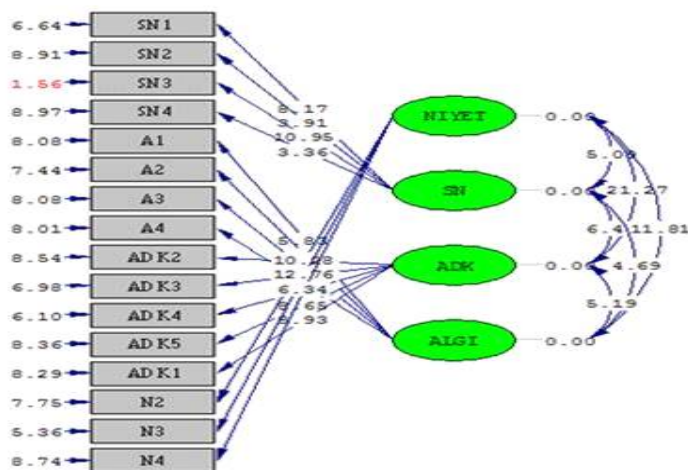 6.64 SN1
8.91 SN2
1.56 SN3
8.97 SN4
8.08 A1
7.44 A2
8.08 A3
8.01 A4
8.54 ADK2
6.98 ADK3
6.10 ADK4
8.36 ADK5
8.29 ADK1
7.75 N2
5.36 N3
8.74 N4
8.17
3.91
10.95
3.36
10.28
12.76
6.34
NIYET 0.00
SN 0.00
ADK 0.00
ALGI 0.00
21.27
11.81
4.69
5.19